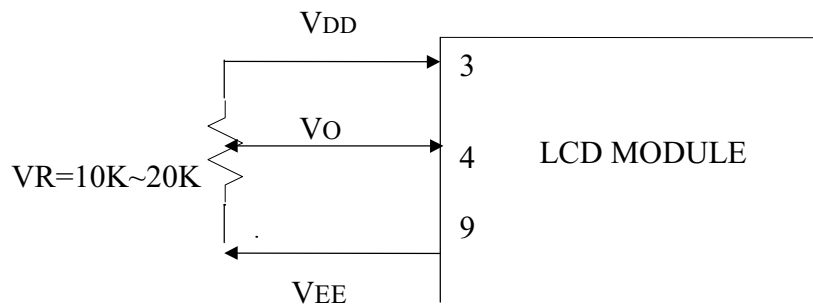 VDD
3
VO
4
LCD MODULE
VR=10K~20K
9
VEE